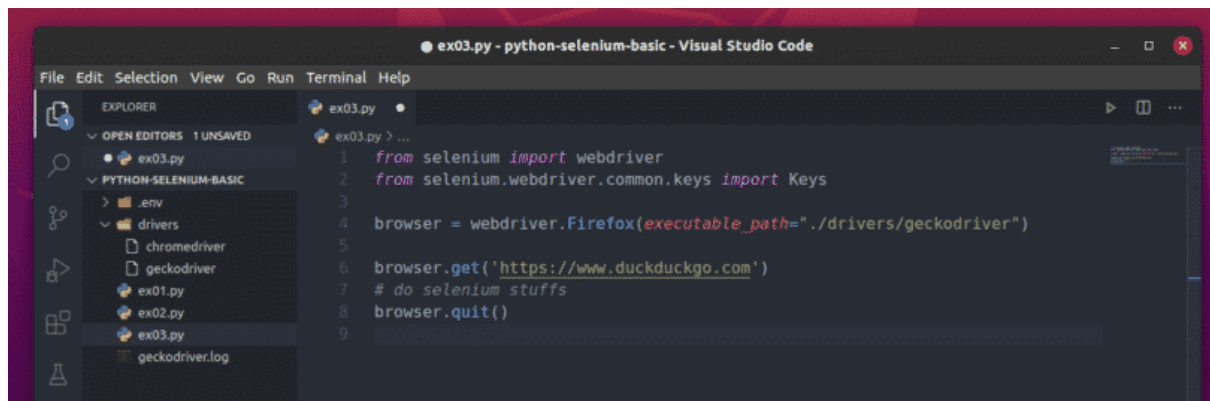 ex03.py - python-selenium-basic - Visual Studio Code
File Edit Selection View Go Run Terminal Help
EXPLORER
OPEN EDITORS 1 UNSAVED
ex03.py
PYTHON-SELENIUM-BASIC
.env
drivers
chromedriver
geckodriver
ex01.py
ex02.py
ex03.py
geckodriver.log
1
ex03.py
ex03.py > ...
1 from selenium import webdriver
2 from selenium.webdriver.common.keys import Keys
3
4 browser = webdriver.Firefox(executable_path="./drivers/geckodriver")
5
6 browser.get('https://www.duckduckgo.com')
7 # do selenium stuffs
8 browser.quit()
9